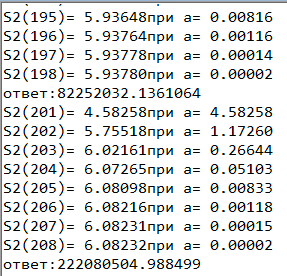 S2(195)= 5.93648при a= 0.00816
S2(196)= 5.93764при a= 0.00116
S2(197)= 5.93778при a= 0.00014
S2(198)= 5.93780при a= 0.00002
ответ:82252032.1361064
S2(201)= 4.58258при a= 4.58258
S2(202)= 5.75518при a= 1.17260
S2(203)= 6.02161при a= 0.26644
S2(204)= 6.07265при a= 0.05103
S2(205)= 6.08098при a= 0.00833
S2(206)= 6.08216при a= 0.00118
S2(207)= 6.08231при a= 0.00015
S2(208)= 6.08232при a= 0.00002
ответ:222080504.988499